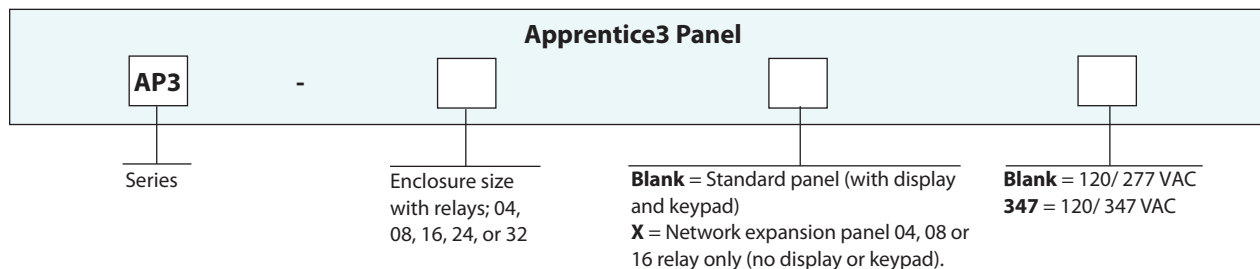 Apprentice3 Panel
AP3 -
Series
Enclosure size
with relays; 04,
08, 16, 24, or 32
Blank = Standard panel (with display
and keypad)
X = Network expansion panel 04, 08 or
16 relay only (no display or keypad).
Blank = 120/ 277 VAC
347 = 120/ 347 VAC